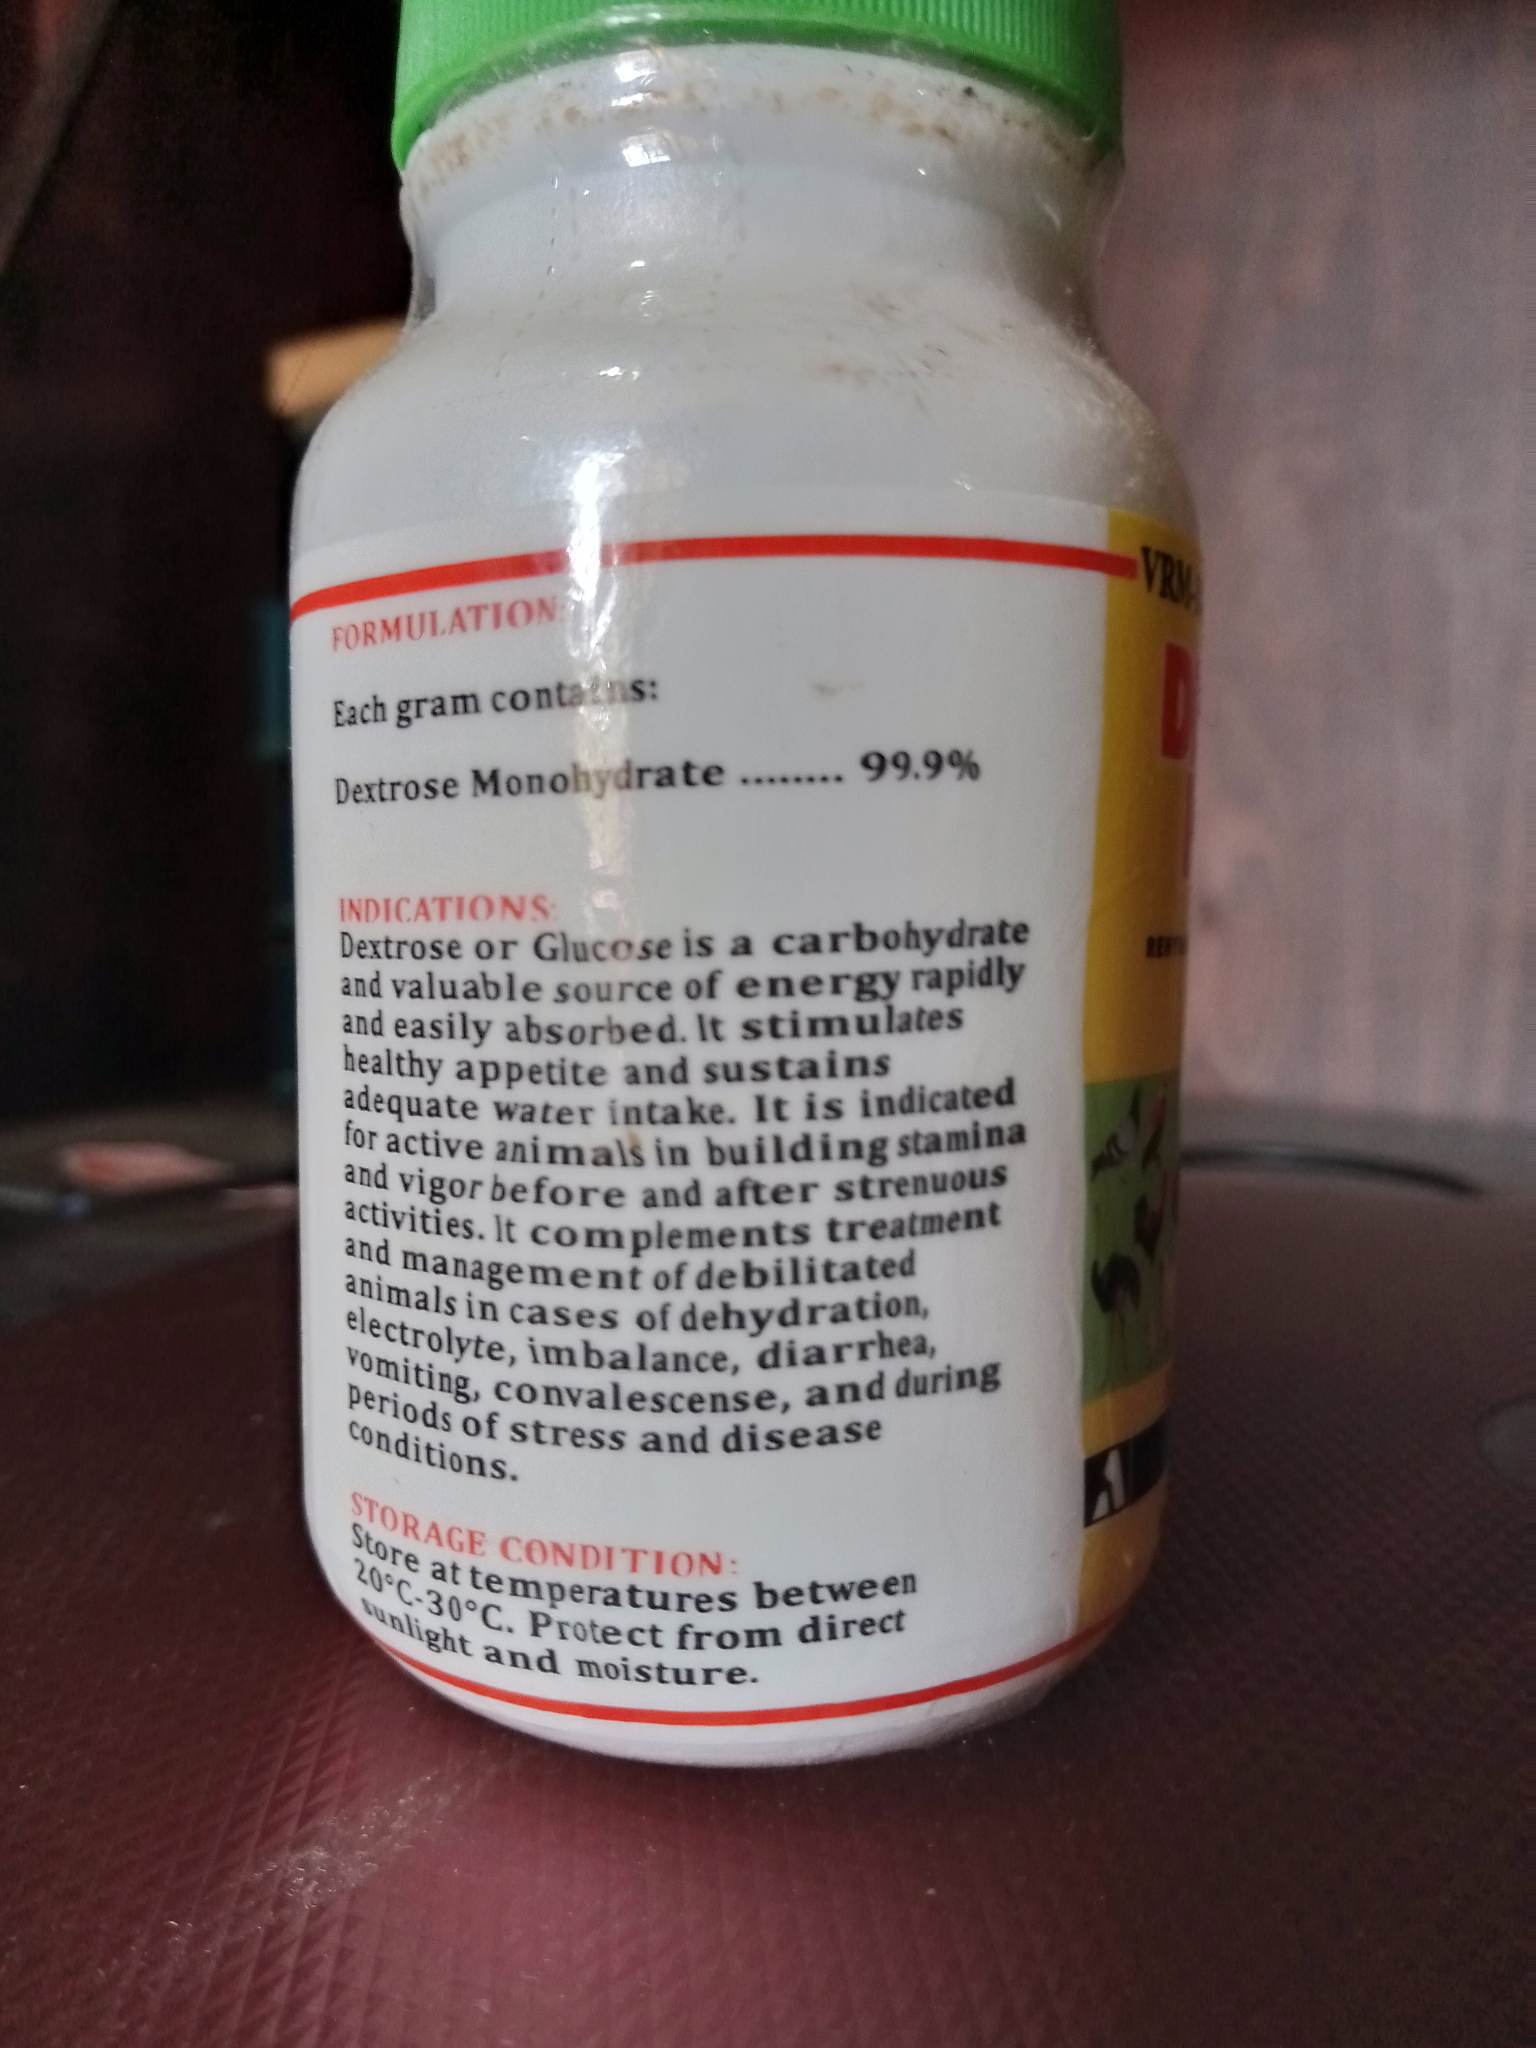 FORMULATION:
Each gram contains:
Dextrose Monohydrate ........ 99.9%
INDICATIONS:
Dextrose or Glucose is a carbohydrate
and valuable source of energy rapidly
and easily absorbed. It stimulates
healthy appetite and sustains
adequate water intake. It is indicated
for active animals in building stamina
and vigor before and after strenuous
activities. It complements treatment
and management of debilitated
animals in cases of dehydration,
electrolyte, imbalance, diarrhea,
vomiting, convalescense, and during
periods of stress and disease
conditions.
STORAGE CONDITION:
Store at temperatures between
20°C-30°C. Protect from direct
sunlight and moisture.